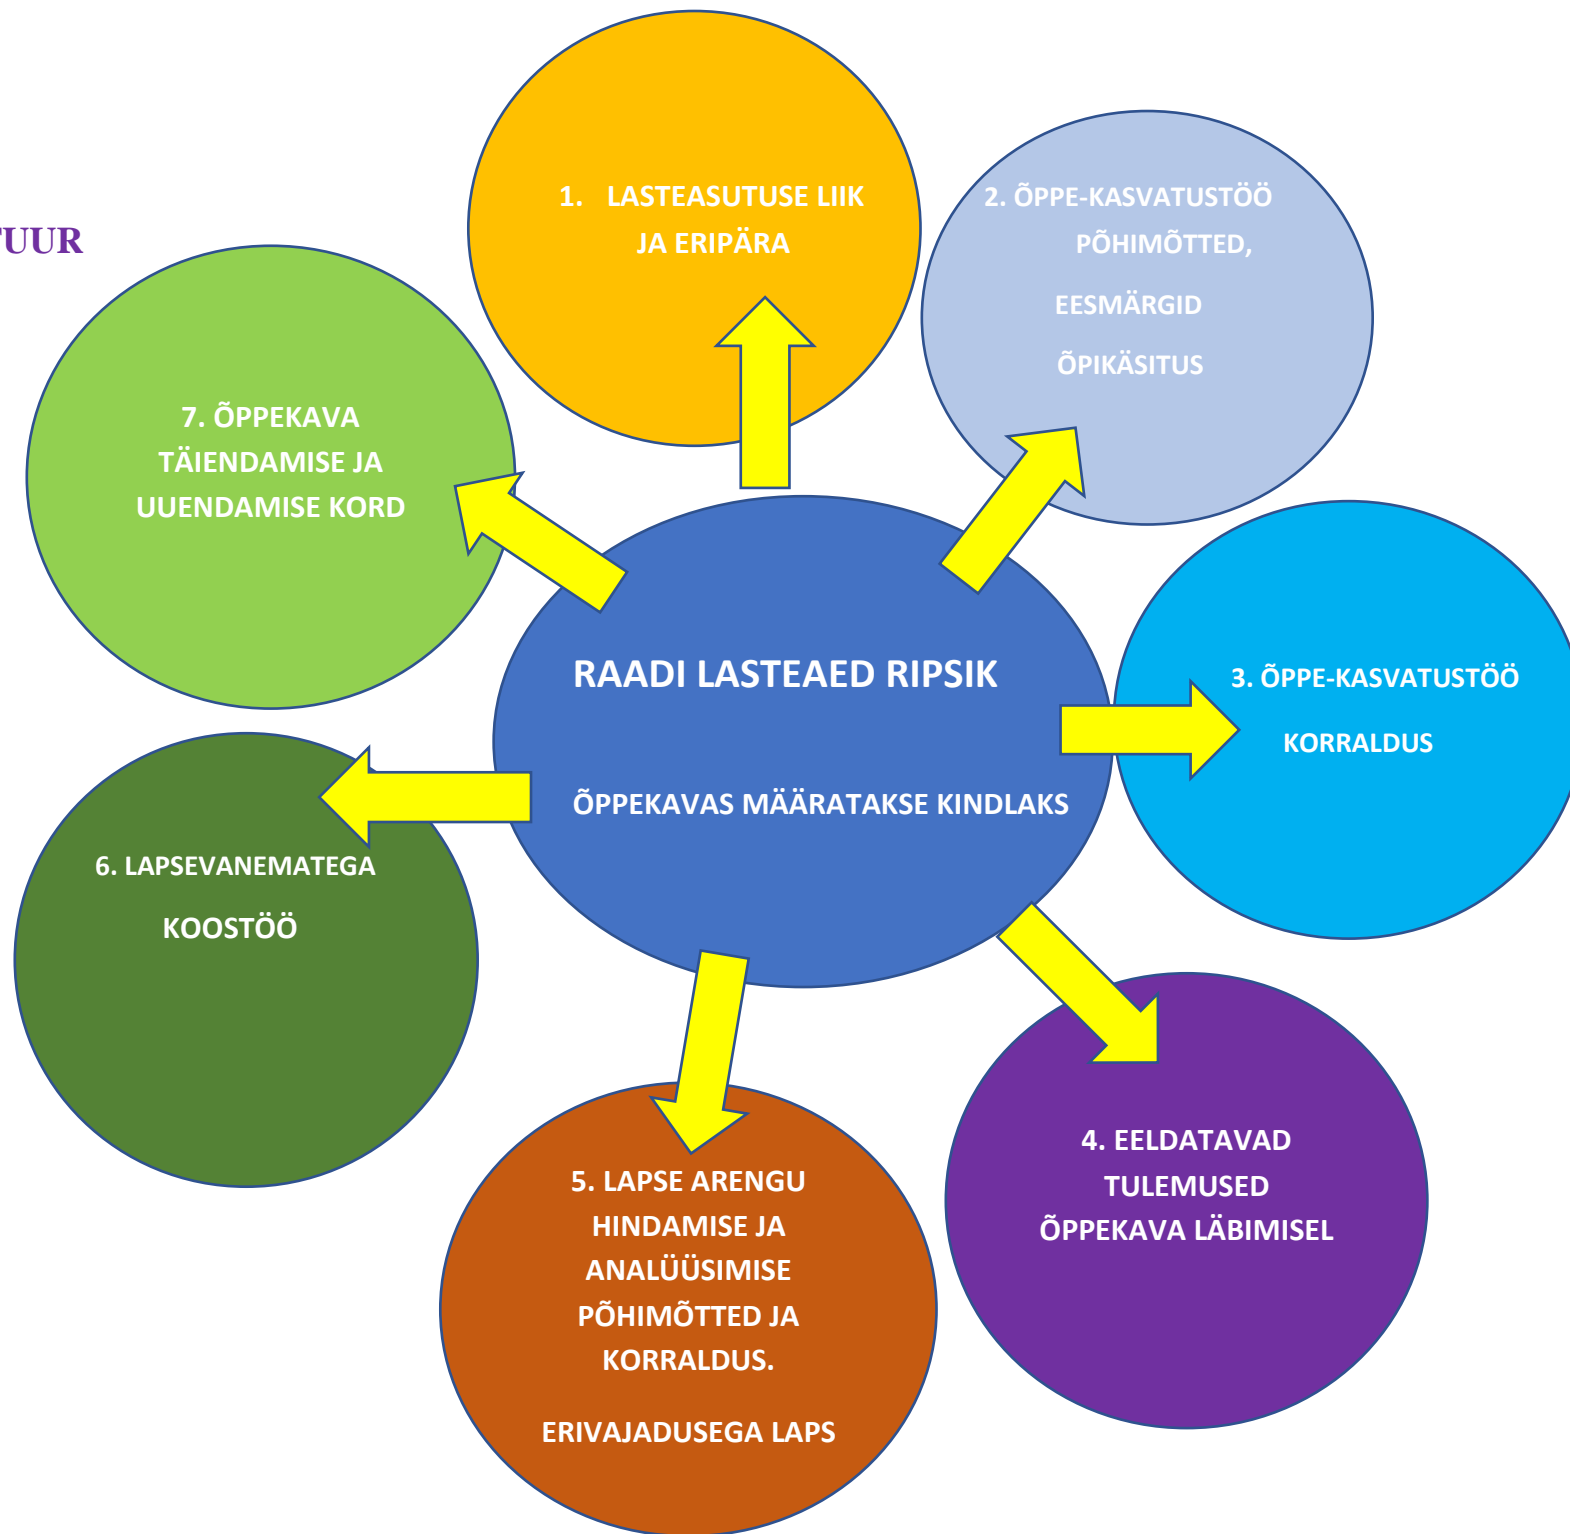 TUUR
1. LASTEASUTUSE LIIK
JA ERIPÄRA
2. ÕPPE-KASVATUSTÖÖ
PÕHIMÕTTED,
EESMÄRGID
ÕPIKÄSITUS
7. ÕPPEKAVA
TÄIENDAMISE JA
UUENDAMISE KORD
RAADI LASTEAED RIPSIK
ÕPPEKAVAS MÄÄRATAKSE KINDLAKS
3. ÕPPE-KASVATUSTÖÖ
KORRALDUS
6. LAPSEVANEMATEGA
KOOSTÖÖ
4. EELDATAVAD
TULEMUSED
ÕPPEKAVA LÄBIMISEL
5. LAPSE ARENGU
HINDAMISE JA
ANALÜÜSIMISE
PÕHIMÕTTED JA
KORRALDUS.
ERIVAJADUSEGA LAPS